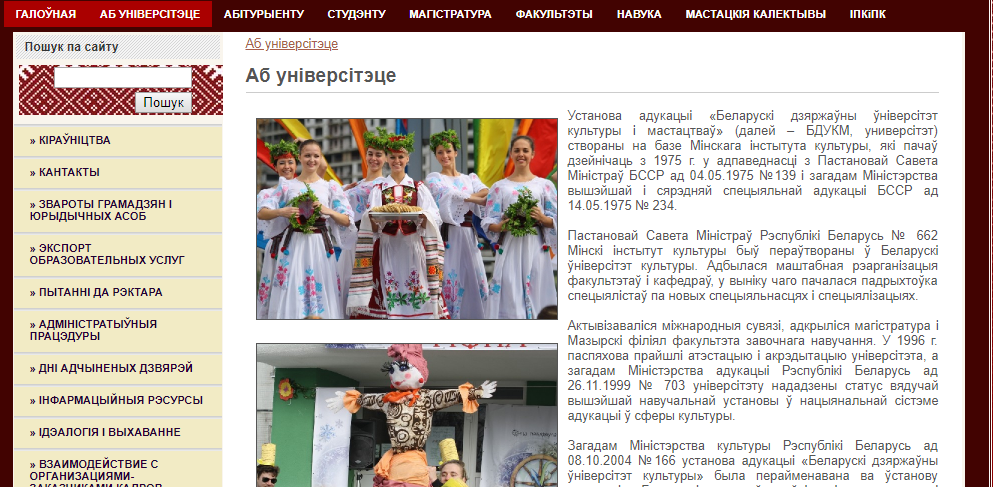 ГАЛОЎНАЯ АБ УНІВЕРСІТЭЦЕ АБІТУРЫЕНТУ СТУДЭНТУ МАГІСТРАТУРА ФАКУЛЬТЭТЫ НАВУКА МАСТАЦКІЯ КАЛЕКТЫВЫ ІПКіПК
Пошук па сайту
Пошук
» КІРАЎНІЦТВА
» КАНТАКТЫ
» ЗВАРОТЫ ГРАМАДЗЯН І
ЮРЫДЫЧНЫХ АСОБ
» ЭКСПОРТ
ОБРАЗОВАТЕЛЬНЫХ УСЛУГ
» ПЫТАННІ ДА РЭКТАРА
» АДМІНІСТРАТЫЎНЫЯ
ПРАЦЭДУРЫ
» ДНІ АДЧЫНЕНЫХ ДЗВЯРЭЙ
» ІНФАРМАЦЫЙНЫЯ РЭСУРСЫ
» ІДЭАЛОГІЯ І ВЫХАВАННЕ
» ВЗАИМОДЕЙСТВИЕ С
ОРГАНИЗАЦИЯМИ-
ЗАКАЗЧИКАМИ КАДРОВ
Аб універсітэце
Аб універсітэце
Установа адукацыі «Беларускі дзяржаўны ўніверсітэт
культуры і мастацтваў» (далей – БДУКМ, универсітэт)
створаны на базе Мінскага інстытута культуры, які пачаў
дзейнічаць з 1975 г. у адпаведнасці з Пастановай Савета
Міністраў БССР ад 04.05.1975 №139 і загадам Міністэрства
вышэйшай і сярэдняй спецыяльнай адукацыі БССР ад
14.05.1975 № 234.
Пастановай Савета Міністраў Рэспублікі Беларусь № 662
Мінскі інстытут культуры быў пераўтвораны ў Беларускі
ўніверсітэт культуры. Адбылася маштабная рэарганізацыя
факультэтаў і кафедраў, у выніку чаго пачалася падрыхтоўка
спецыялістаў па новых спецыяльнасцях і спецыялізацыях.
Актывізаваліся міжнародныя сувязі, адкрыліся магістратура і
Мазырскі філіял факультэта завочнага навучання. У 1996 г.
паспяхова прайшлі атэстацыю і акрэдытацыю універсітэта, а
загадам Міністэрства адукацыі Рэспублікі Беларусь ад
26.11.1999 № 703 універсітэту нададзены статус вядучай
вышэйшай навучальнай установы ў нацыянальнай сістэме
адукацыі ў сферы культуры.
Загадам Міністэрства культуры Рэспублікі Беларусь ад
08.10.2004 №166 установа адукацыі «Беларускі дзяржаўны
ўніверсітэт культуры» была перайменавана ва ўстанову